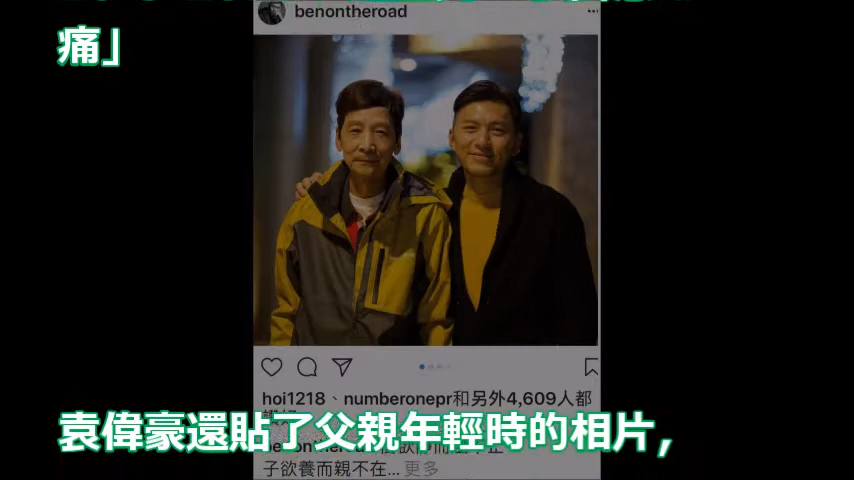 痛」
benontheroad
hoi1218、numberonepr和另外4,609人都
袁偉豪還貼了父親年輕時的相片,
子欲養而親不在... 更多